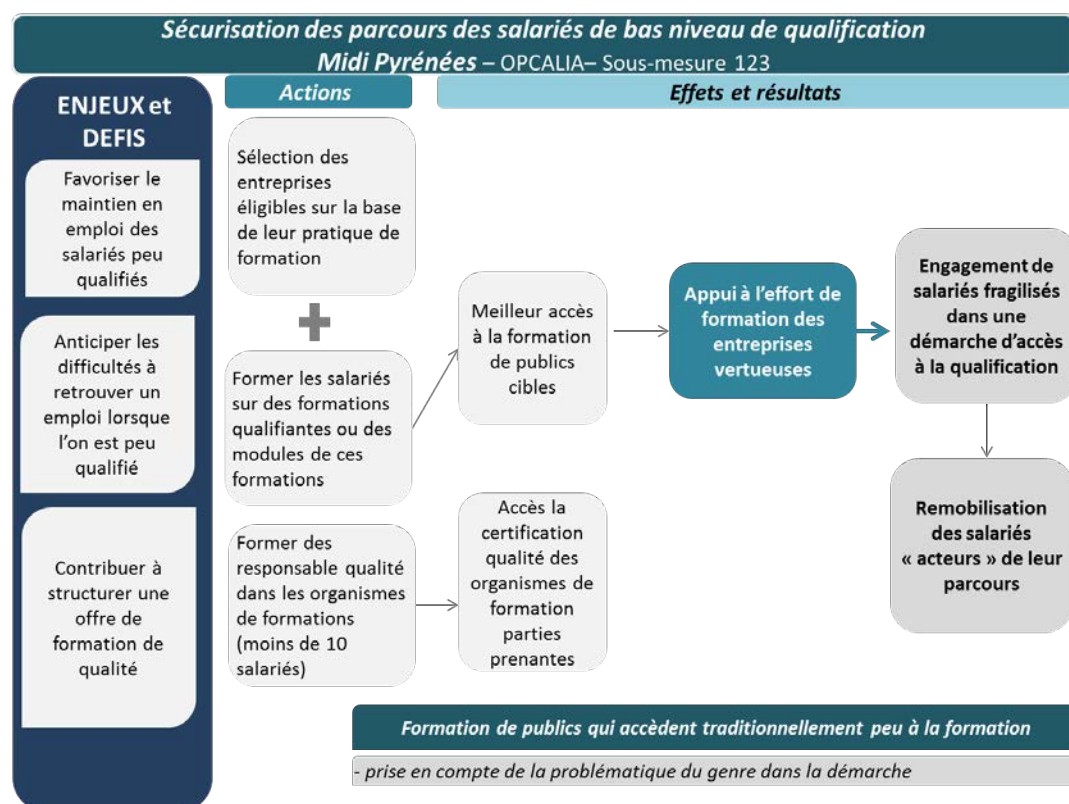 Sécurisation des parcours des salariés de bas niveau de qualification
Midi Pyrénées – OPCALIA– Sous-mesure 123
ENJEUX et
DEFIS
Favoriser le
maintien en
emploi des
salariés peu
qualifiés
Anticiper les
difficultés à
retrouver un
emploi lorsque
l'on est peu
qualifié
Contribuer à
structurer une
offre de
formation de
qualité
Actions
Sélection des
entreprises
éligibles sur la base
de leur pratique de
formation
Former les salariés
sur des formations
qualifiantes ou des
modules de ces
formations
Former des
responsable qualité
dans les organismes
de formations
(moins de 10
salariés)
Effets et résultats
Meilleur accès
à la formation
de publics
cibles
Appui à l'effort de
formation des
entreprises
vertueuses
Engagement de
salariés fragilisés
dans une
démarche d'accès
à la qualification
Accès la
certification
qualité des
organismes de
formation
parties
prenantes
Remobilisation
des salariés
« acteurs » de leur
parcours
Formation de publics qui accèdent traditionnellement peu à la formation
- prise en compte de la problématique du genre dans la démarche